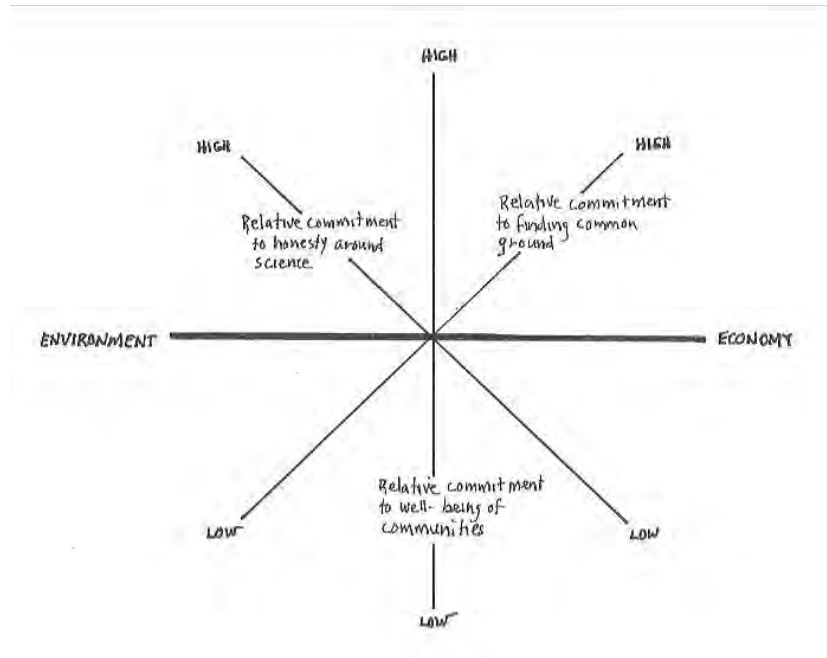 HIGH
HIGH
HIGH
Relative commitment
to honesty around
science
Relative commitment
to finding common
ground
ENVIRONMENT
ECONOMY
Relative commitment
to well-being of
communities
LOW
LOW
LOW